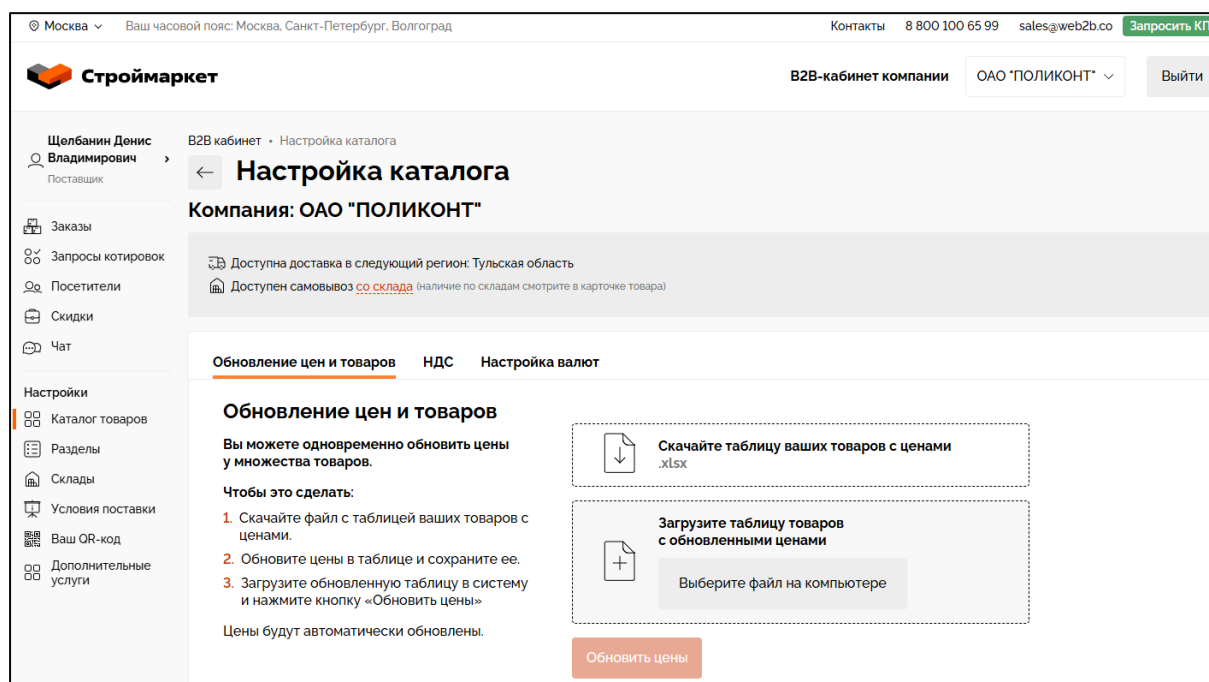 Москва Ваш часовой пояс: Москва, Санкт-Петербург, Волгоград Контакты 8 800 100 65 99 sales@web2b.co Запросить КП
Строймаркет B2B-кабинет компании ОАО "ПОЛИКОНТ" Выйти
Щелбанин Денис
Владимирович
Поставщик
Заказы
Запросы котировок
Посетители
Скидки
Чат
Настройки
Каталог товаров
Разделы
Склады
Условия поставки
Ваш QR-код
Дополнительные
услуги
B2B кабинет • Настройка каталога
Настройка каталога
Компания: ОАО "ПОЛИКОНТ"
Доступна доставка в следующий регион: Тульская область
Доступен самовывоз со склада (наличие по складам смотрите в карточке товара)
Обновление цен и товаров НДС Настройка валют
Обновление цен и товаров
Вы можете одновременно обновить цены
у множества товаров.
Чтобы это сделать:
1. Скачайте файл с таблицей ваших товаров с
ценами.
2. Обновите цены в таблице и сохраните ее.
3. Загрузите обновленную таблицу в систему
и нажмите кнопку «Обновить цены»
Цены будут автоматически обновлены.
Скачайте таблицу ваших товаров с ценами
.xlsx
Загрузите таблицу товаров
с обновленными ценами
Выберите файл на компьютере
Обновить цены